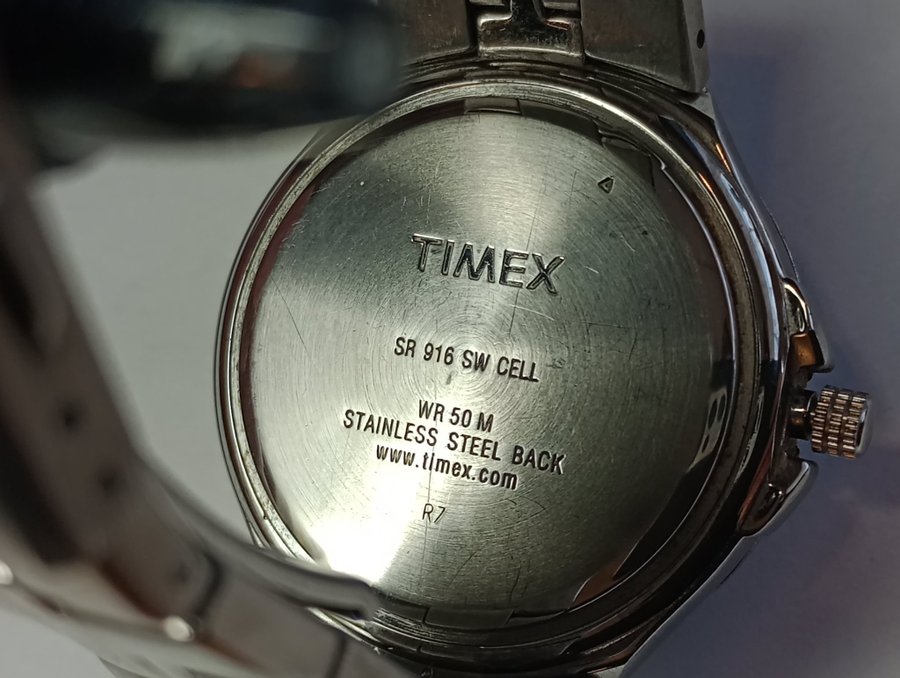 TIMEX
SR 916 SW CELL
WR 50 M
STAINLESS STEEL BACK
www.timex.com
R7